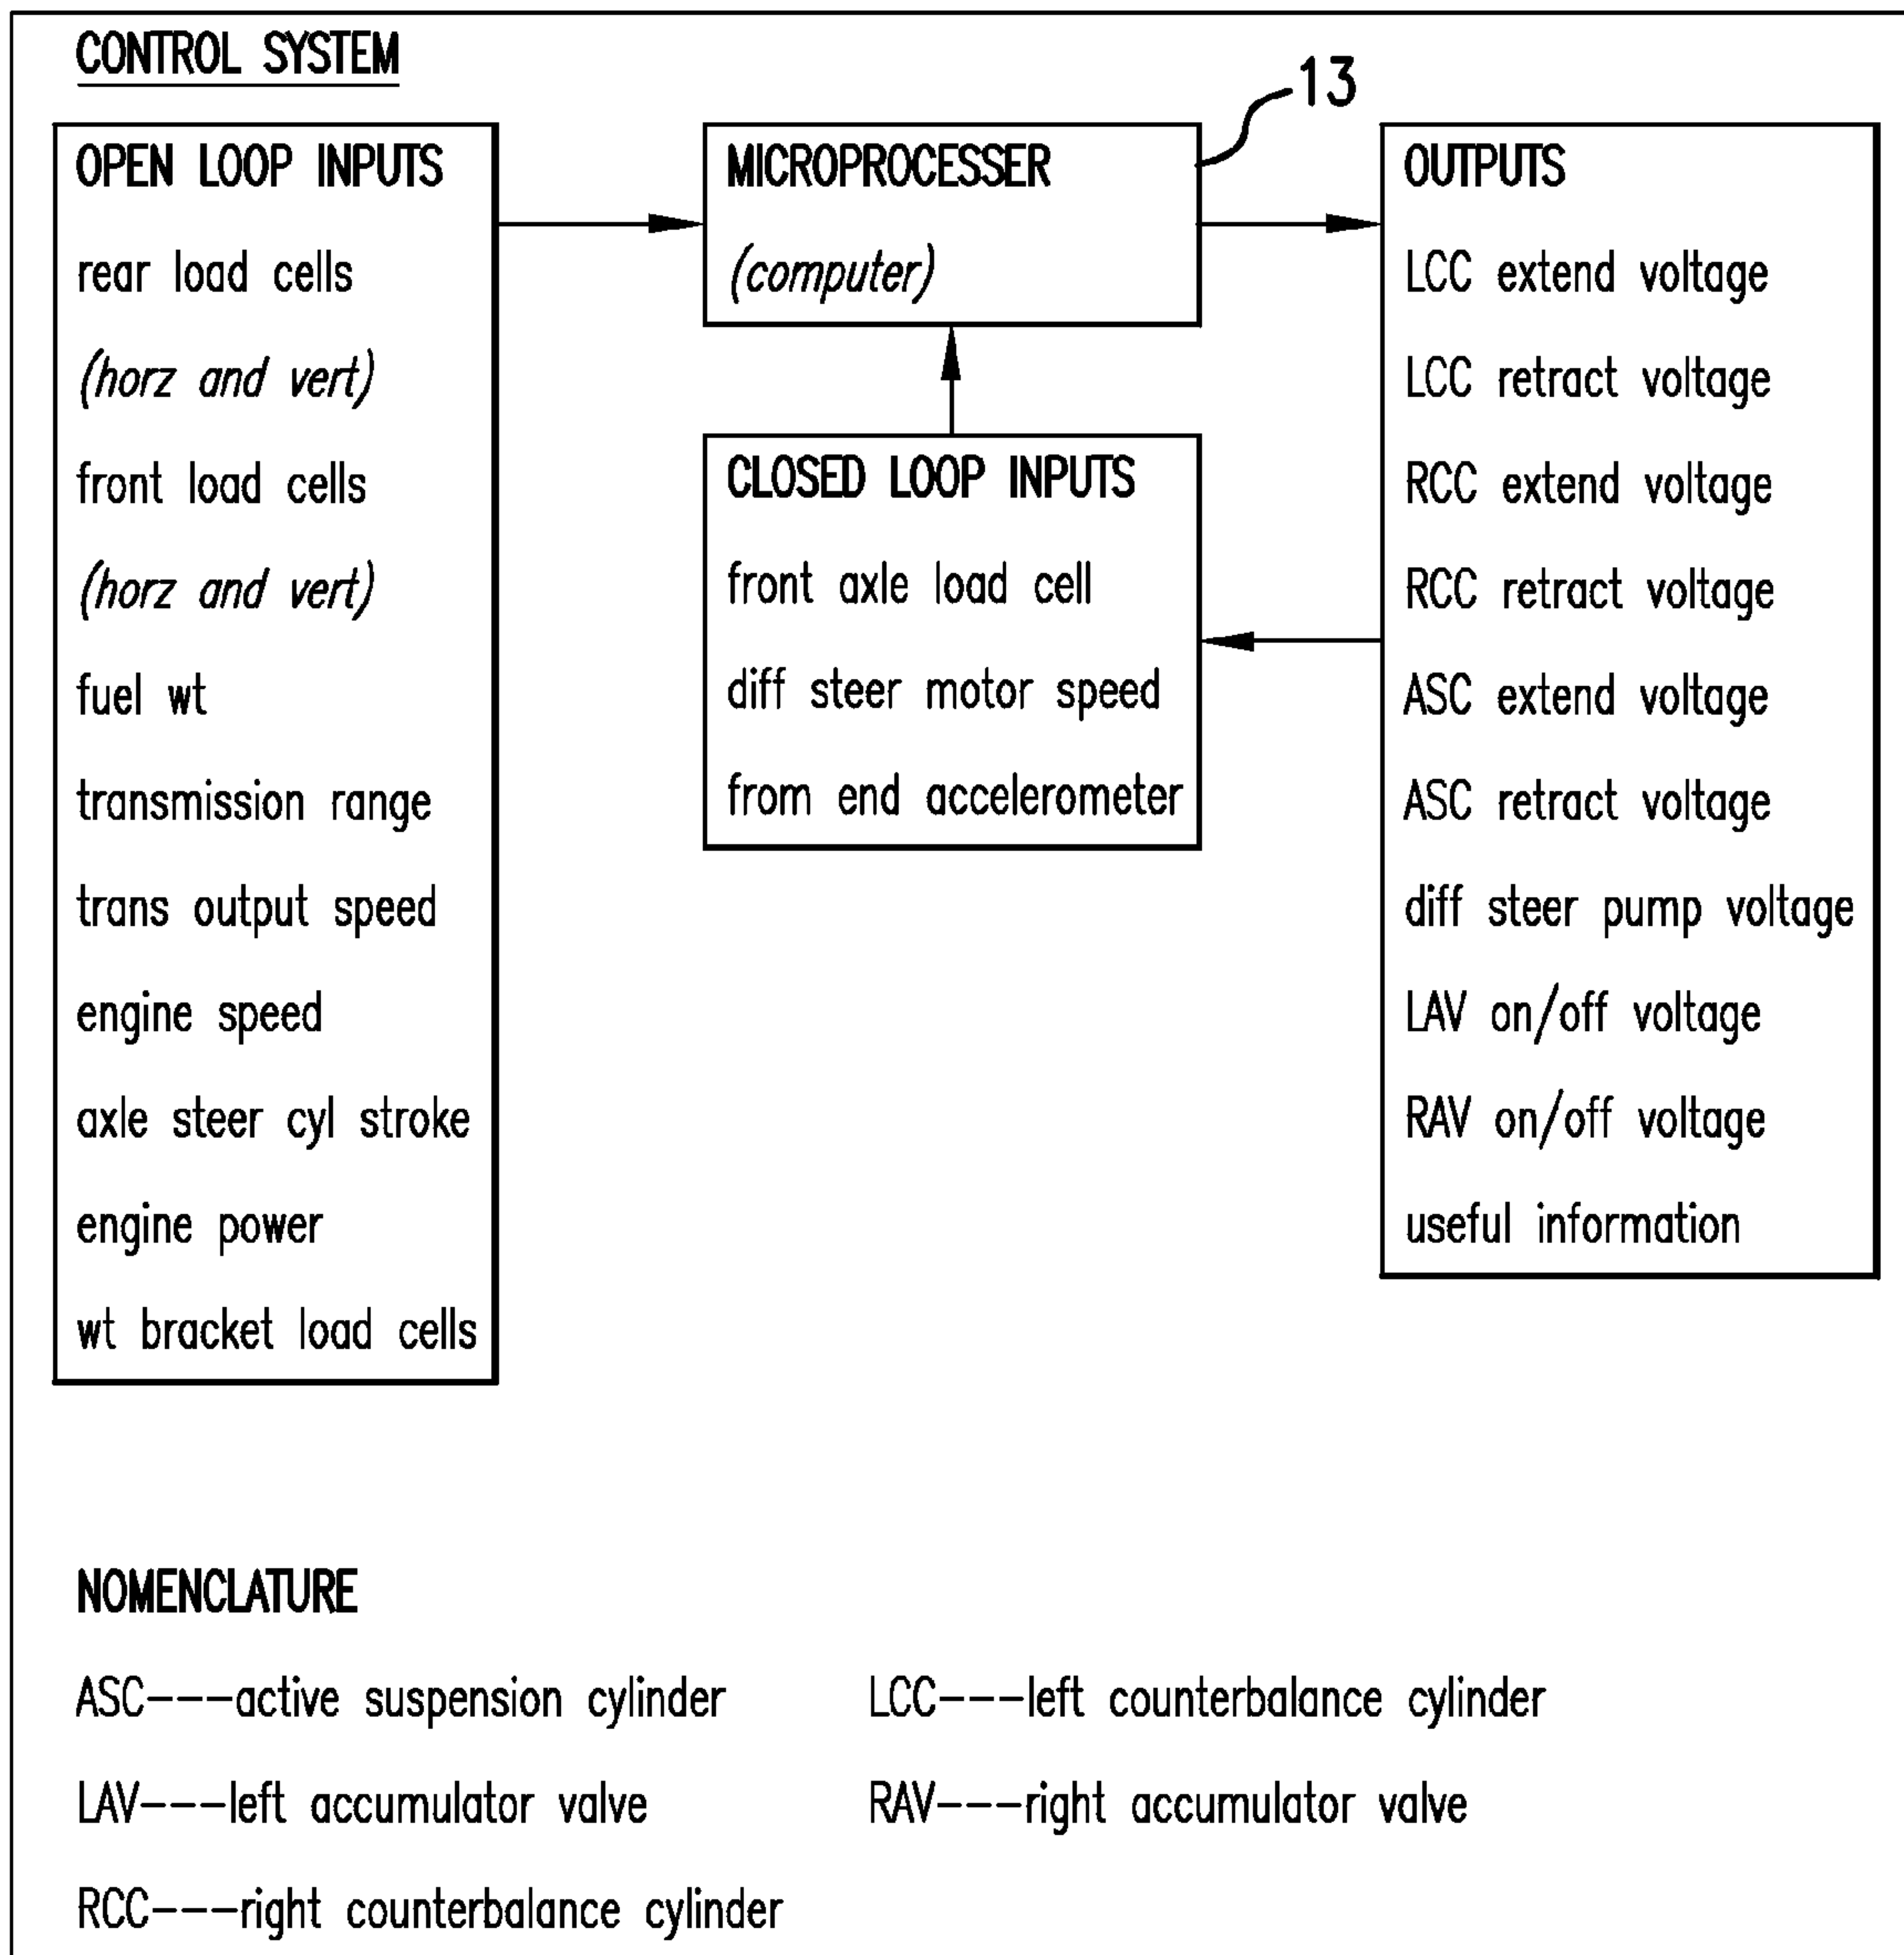 CONTROL SYSTEM
13
OPEN LOOP INPUTS
rear load cells
(horz and vert)
front load cells
(horz and vert)
fuel wt
transmission range
trans output speed
engine speed
axle steer cyl stroke
engine power
wt bracket load cells
MICROPROCESSER
(computer)
CLOSED LOOP INPUTS
front axle load cell
diff steer motor speed
from end accelerometer
OUTPUTS
LCC extend voltage
LCC retract voltage
RCC extend voltage
RCC retract voltage
ASC extend voltage
ASC retract voltage
diff steer pump voltage
LAV on/off voltage
RAV on/off voltage
useful information
NOMENCLATURE
ASC---active suspension cylinder
LCC---left counterbalance cylinder
LAV---left accumulator valve
RAV---right accumulator valve
RCC---right counterbalance cylinder